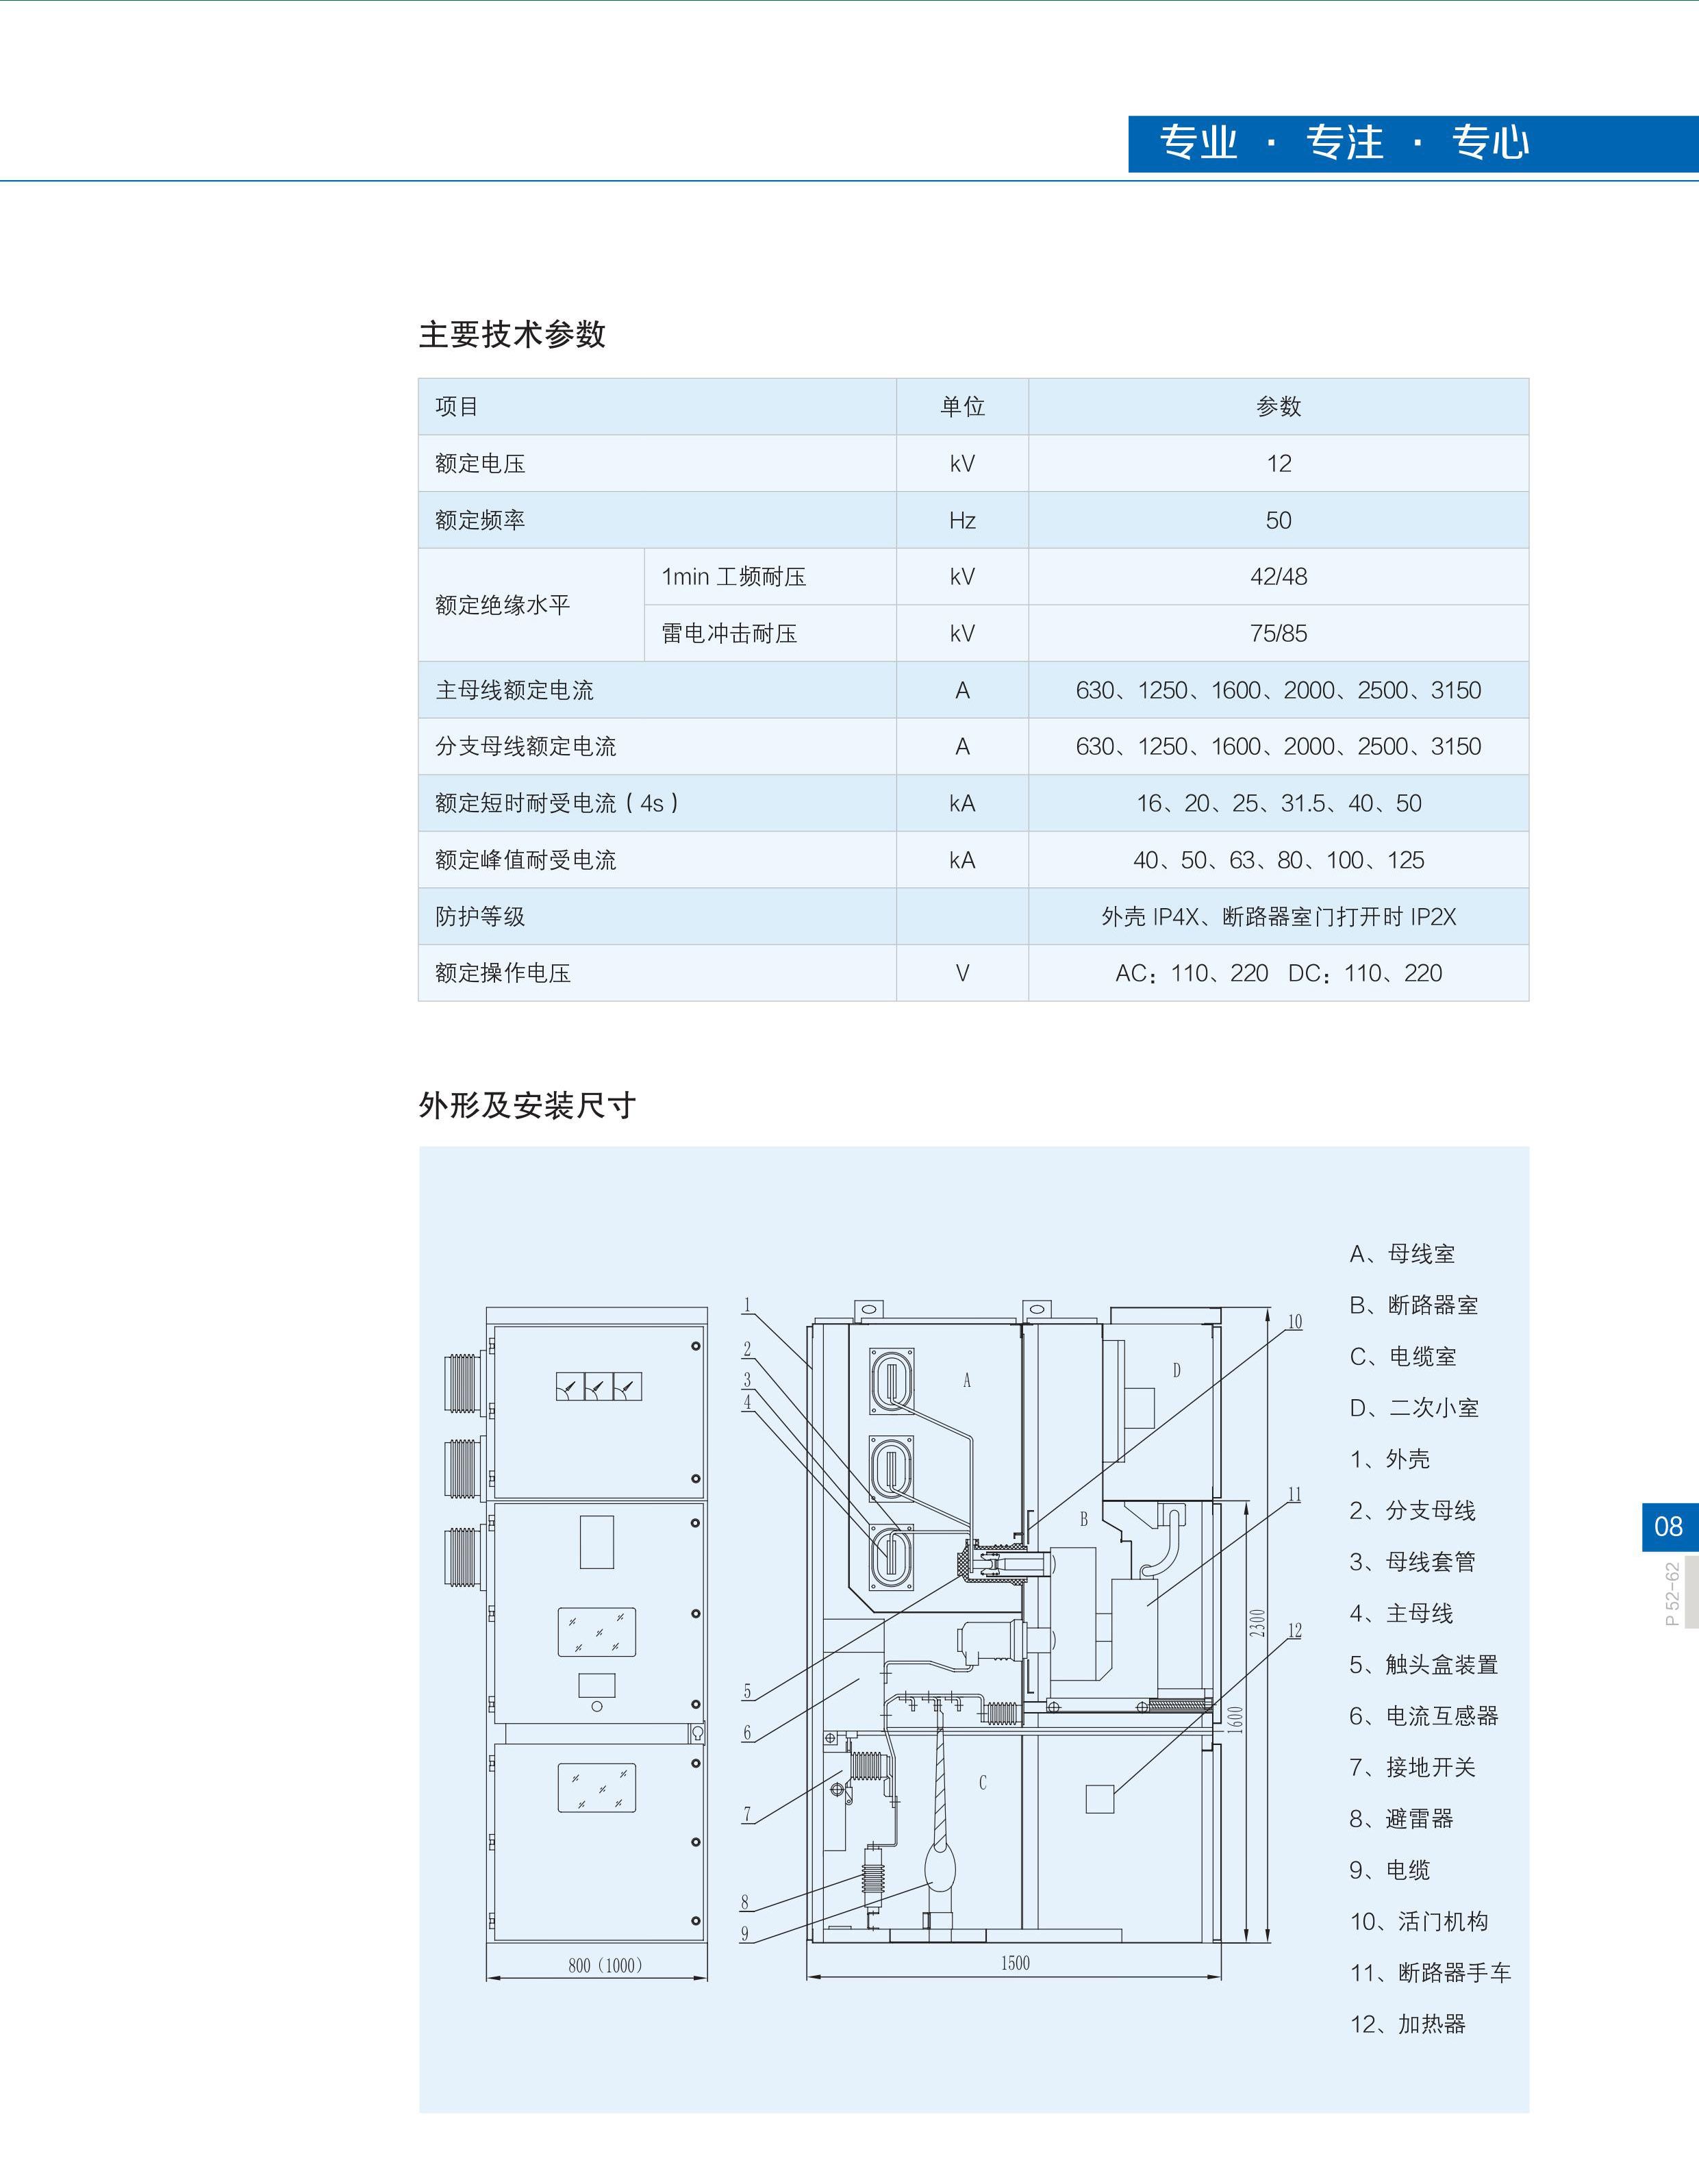 专业 · 专注 · 专心
主要技术参数
项目 单位 参数
额定电压 kV 12
额定频率 Hz 50
额定绝缘水平 1min 工频耐压 kV 42/48
雷电冲击耐压 kV 75/85
主母线额定电流 A 630、1250、1600、2000、2500、3150
分支母线额定电流 A 630、1250、1600、2000、2500、3150
额定短时耐受电流（4s） kA 16、20、25、31.5、40、50
额定峰值耐受电流 kA 40、50、63、80、100、125
防护等级 外壳 IP4X、断路器室门打开时 IP2X
额定操作电压 V AC：110、220 DC：110、220
外形及安装尺寸
1
2
3
4
5
6
7
8
9
10
11
12
A
B
C
D
2300
1600
800（1000）
1500
A、母线室
B、断路器室
C、电缆室
D、二次小室
1、外壳
2、分支母线
3、母线套管
4、主母线
5、触头盒装置
6、电流互感器
7、接地开关
8、避雷器
9、电缆
10、活门机构
11、断路器手车
12、加热器
08
P 52-62